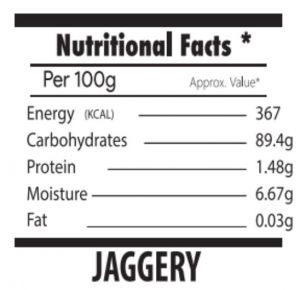 Nutritional Facts *
Per 100g Approx. Value*
Energy (KCAL) 367
Carbohydrates 89.4g
Protein 1.48g
Moisture 6.67g
Fat 0.03g
JAGGERY